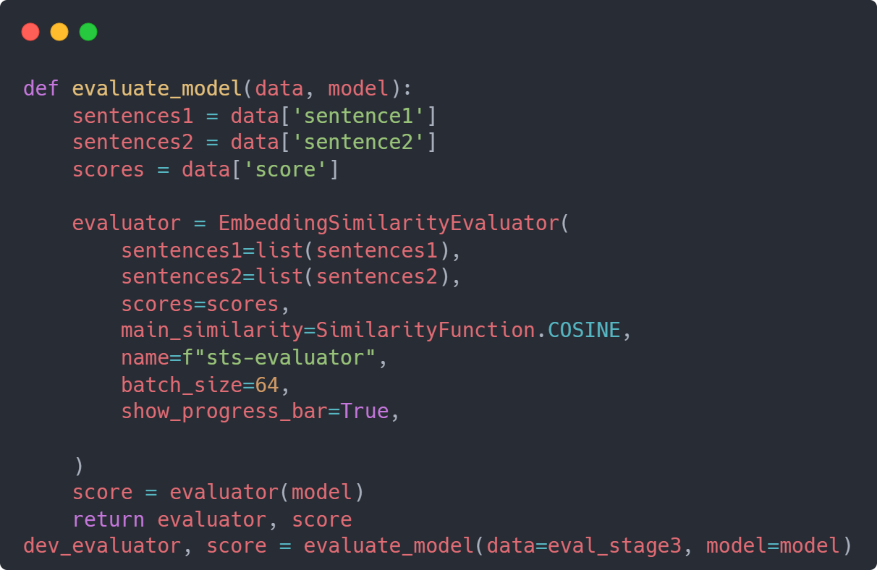 def evaluate_model(data, model):
    sentences1 = data['sentence1']
    sentences2 = data['sentence2']
    scores = data['score']

    evaluator = EmbeddingSimilarityEvaluator(
        sentences1=list(sentences1),
        sentences2=list(sentences2),
        scores=scores,
        main_similarity=SimilarityFunction.COSINE,
        name=f"sts-evaluator",
        batch_size=64,
        show_progress_bar=True,

    )
    score = evaluator(model)
    return evaluator, score
dev_evaluator, score = evaluate_model(data=eval_stage3, model=model)